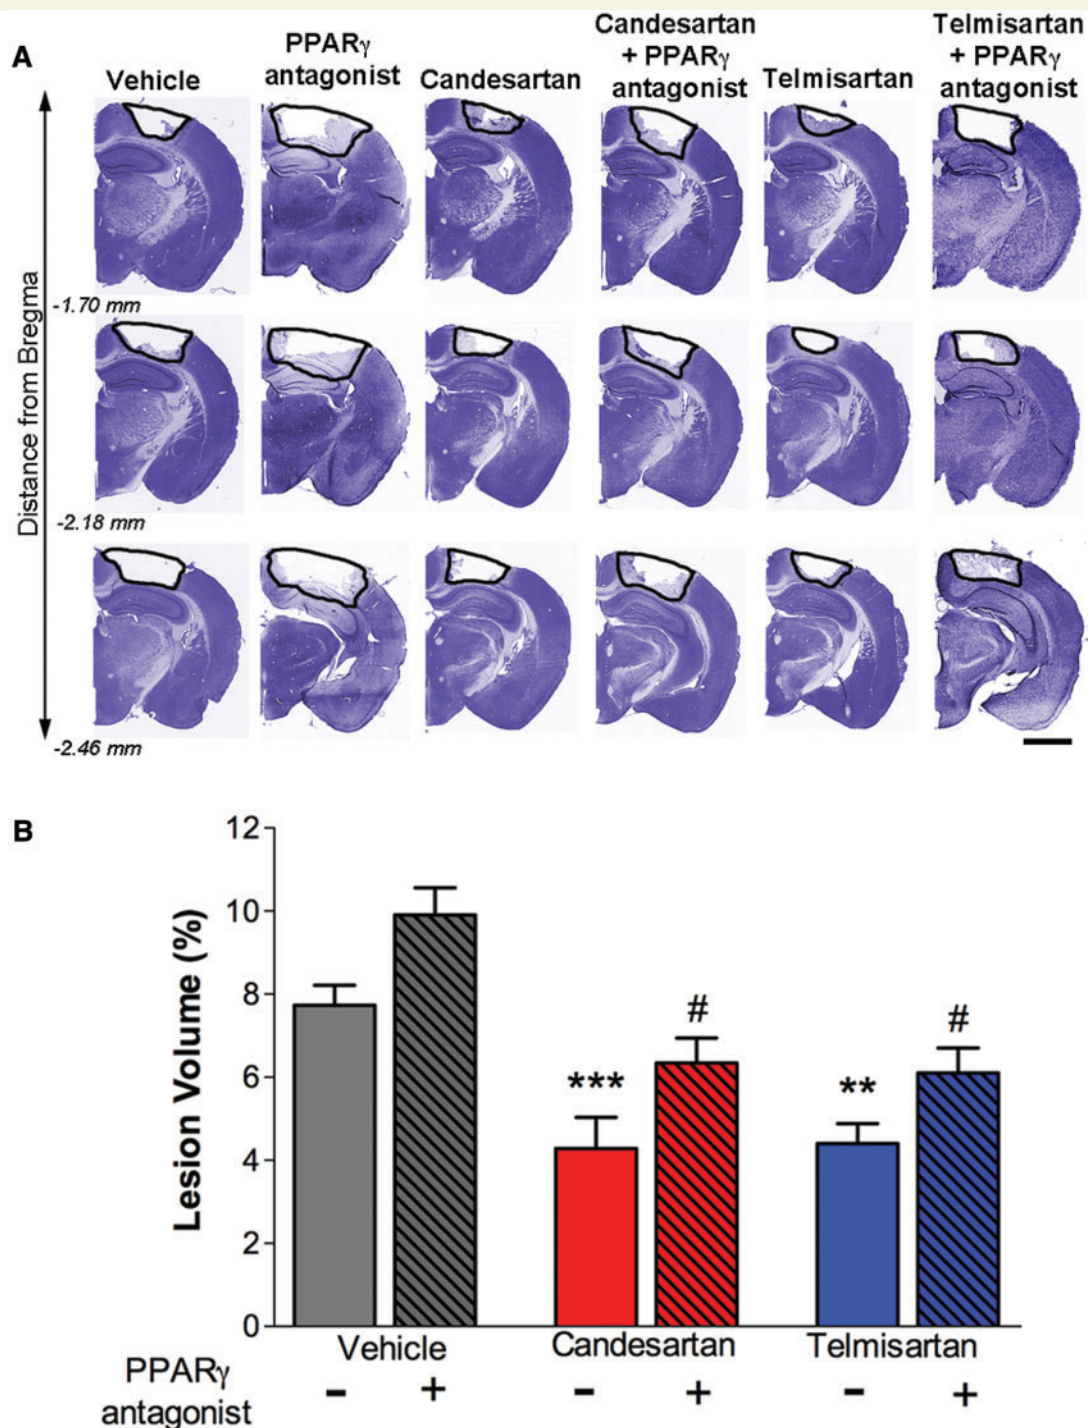 A
Vehicle
PPARγ
antagonist
Candesartan
Candesartan
+ PPARγ
antagonist
Telmisartan
Telmisartan
+ PPARγ
antagonist
Distance from Bregma
-1.70 mm
-2.18 mm
-2.46 mm
B
Lesion Volume (%)
12
10
8
6
4
2
0
***
#
**
#
Vehicle
Candesartan
Telmisartan
PPARγ
antagonist
- + - + - +